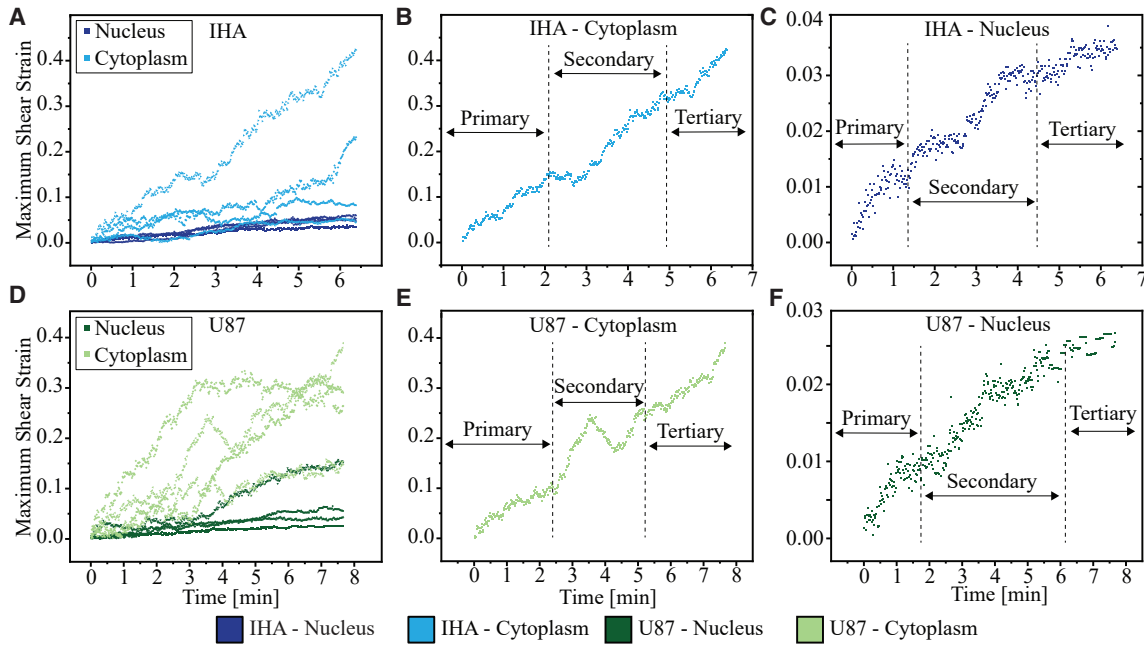 A
IHA
Nucleus
Cytoplasm
Maximum Shear Strain
0.4
0.3
0.2
0.1
0.0
0 1 2 3 4 5 6
B
IHA - Cytoplasm
Secondary
Primary
Tertiary
0.4
0.3
0.2
0.1
0.0
0 1 2 3 4 5 6 7
C
IHA - Nucleus
Primary
Tertiary
Secondary
0.04
0.03
0.02
0.01
0.00
0 1 2 3 4 5 6 7
D
U87
Nucleus
Cytoplasm
Maximum Shear Strain
0.4
0.3
0.2
0.1
0.0
0 1 2 3 4 5 6 7 8
Time [min]
E
U87 - Cytoplasm
Secondary
Primary
Tertiary
0.4
0.3
0.2
0.1
0.0
0 1 2 3 4 5 6 7 8
Time [min]
F
U87 - Nucleus
Primary
Tertiary
Secondary
0.03
0.02
0.01
0.00
0 1 2 3 4 5 6 7 8
Time [min]
IHA - Nucleus
IHA - Cytoplasm
U87 - Nucleus
U87 - Cytoplasm